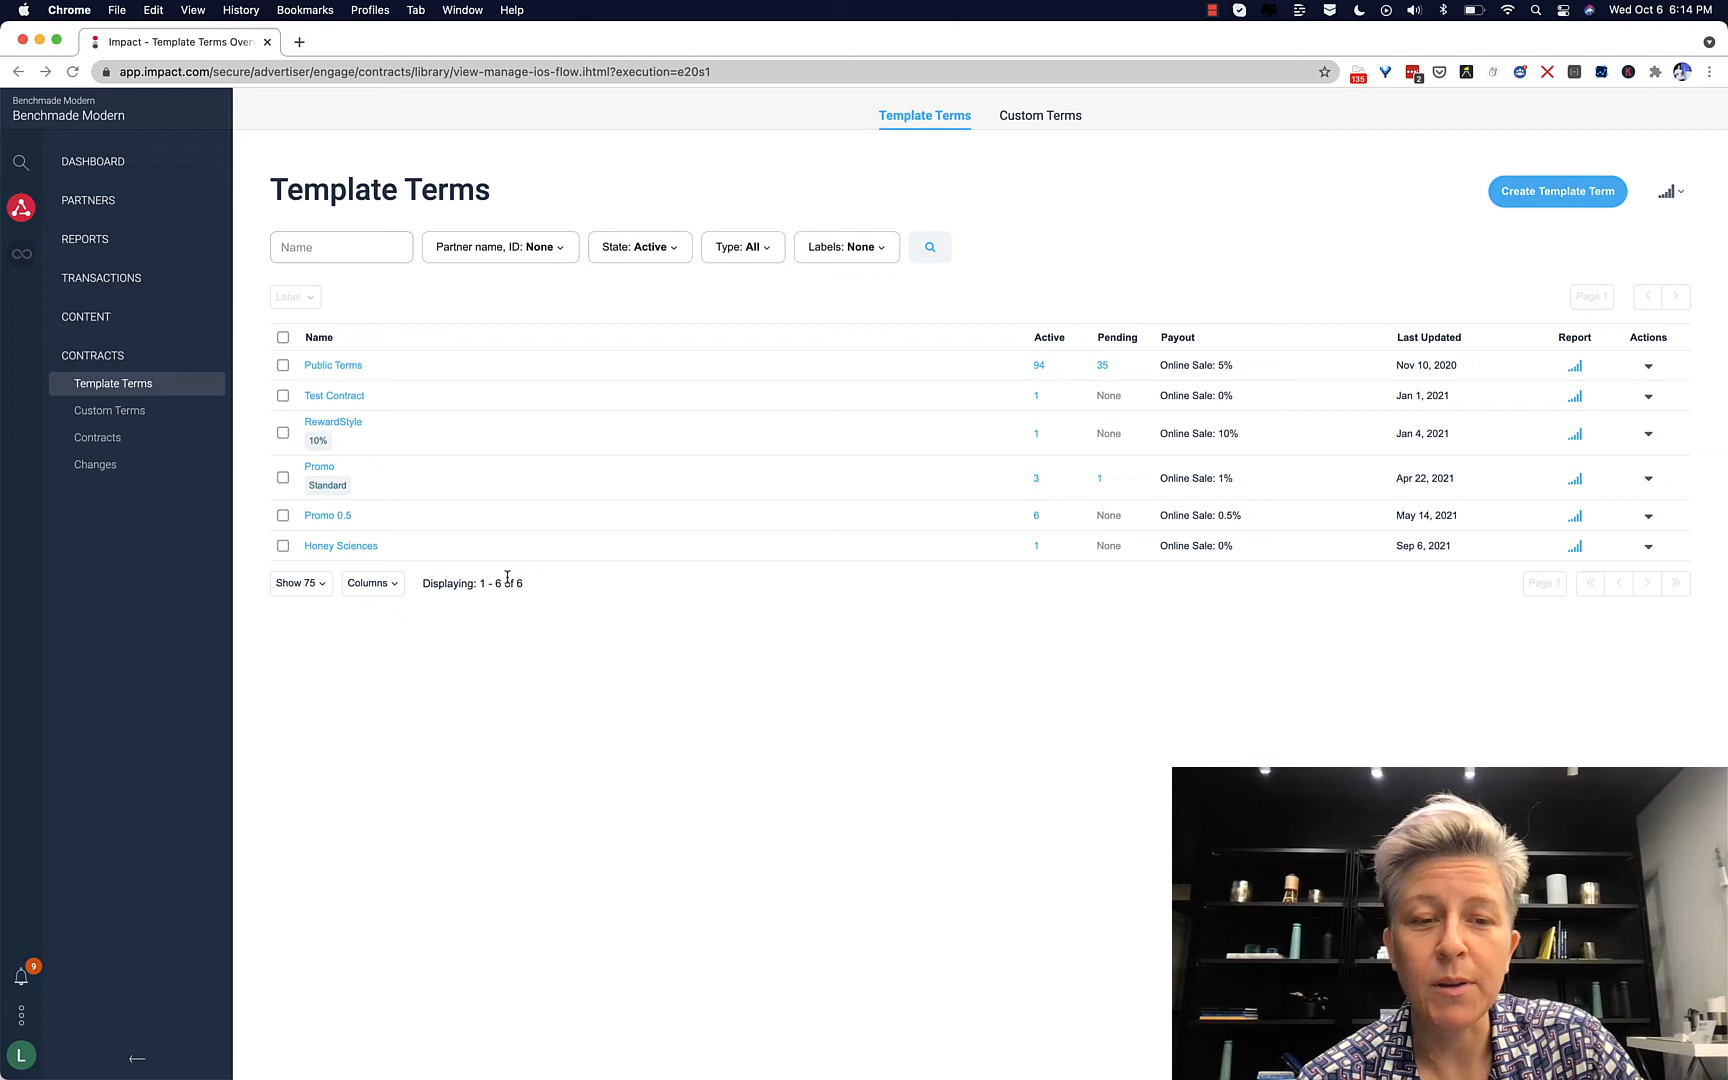 Chrome File Edit View History Bookmarks Profiles Tab Window Help Wed Oct 6 6:14 PM
Impact - Template Terms Over
app.impact.com/secure/advertiser/engage/contracts/library/view-manage-ios-flow.ihtml?execution=e20s1
135
2
Benchmade Modern
Benchmade Modern
DASHBOARD
PARTNERS
REPORTS
TRANSACTIONS
CONTENT
CONTRACTS
Template Terms
Custom Terms
Contracts
Changes
9
L
Template Terms Custom Terms
Template Terms
Create Template Term
Name
Partner name, ID: None
State: Active
Type: All
Labels: None
Label
Page 1
Name Active Pending Payout Last Updated Report Actions
Public Terms 94 35 Online Sale: 5% Nov 10, 2020
Test Contract 1 None Online Sale: 0% Jan 1, 2021
RewardStyle
10%
1 None Online Sale: 10% Jan 4, 2021
Promo
Standard
3 1 Online Sale: 1% Apr 22, 2021
Promo 0.5 6 None Online Sale: 0.5% May 14, 2021
Honey Sciences 1 None Online Sale: 0% Sep 6, 2021
Show 75 Columns Displaying: 1 - 6 of 6 Page 1